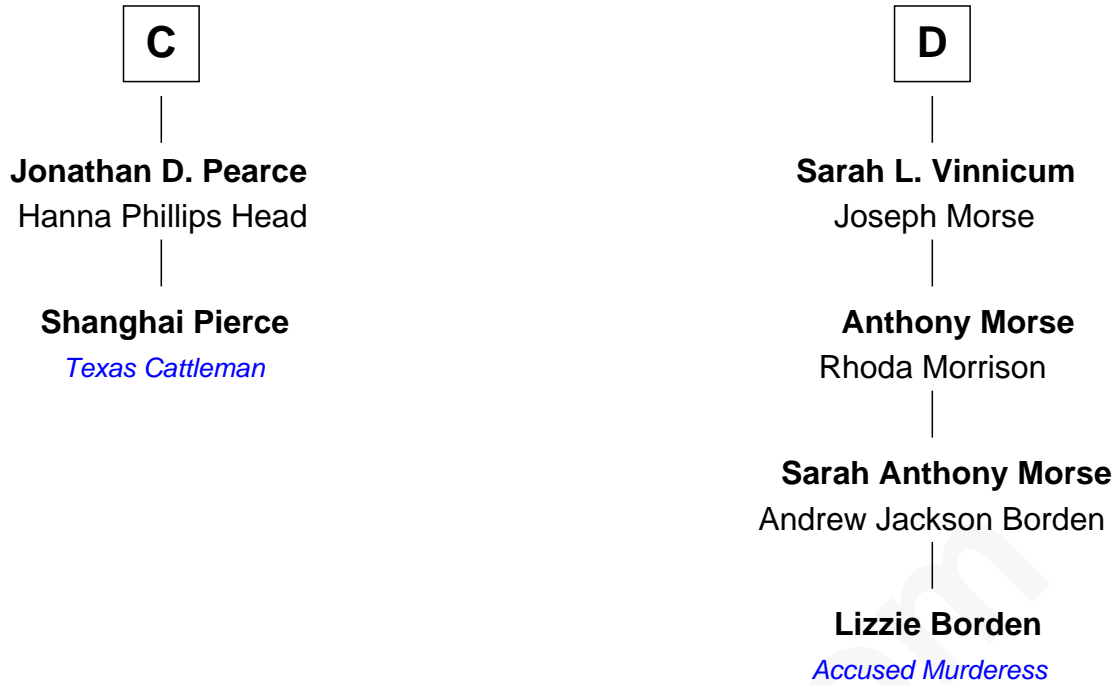 C
Jonathan D. Pearce
Hanna Phillips Head
Shanghai Pierce
Texas Cattleman
D
Sarah L. Vinnicum
Joseph Morse
Anthony Morse
Rhoda Morrison
Sarah Anthony Morse
Andrew Jackson Borden
Lizzie Borden
Accused Murderess